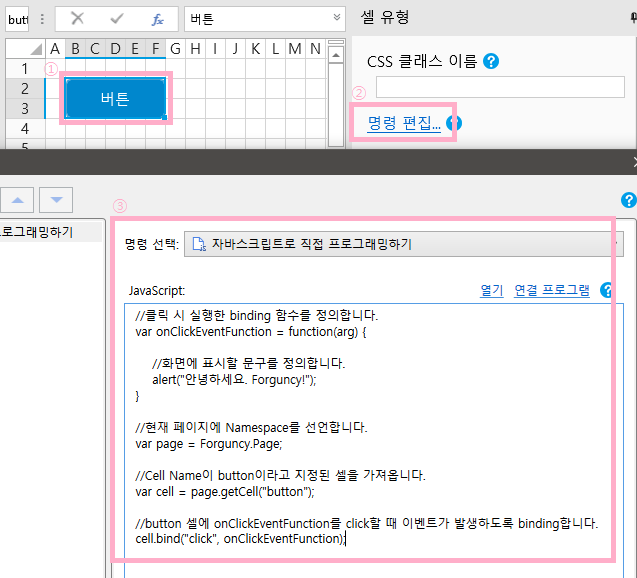 butt
fx
버튼
셀 유형
A B C D E F G H I J K L M N
CSS 클래스 이름 ?
①
1
2
버튼
3
②
명령 편집... ?
4
5
?
③
로그래밍하기
명령 선택: 자바스크립트로 직접 프로그래밍하기
JavaScript: 열기 연결 프로그램 ?
//클릭 시 실행한 binding 함수를 정의합니다.
var onClickEventFunction = function(arg) {
//화면에 표시할 문구를 정의합니다.
alert("안녕하세요. Forguncy!");
}
//현재 페이지에 Namespace를 선언합니다.
var page = Forguncy.Page;
//Cell Name이 button이라고 지정된 셀을 가져옵니다.
var cell = page.getCell("button");
//button 셀에 onClickEventFunction를 click할 때 이벤트가 발생하도록 binding합니다.
cell.bind("click", onClickEventFunction);